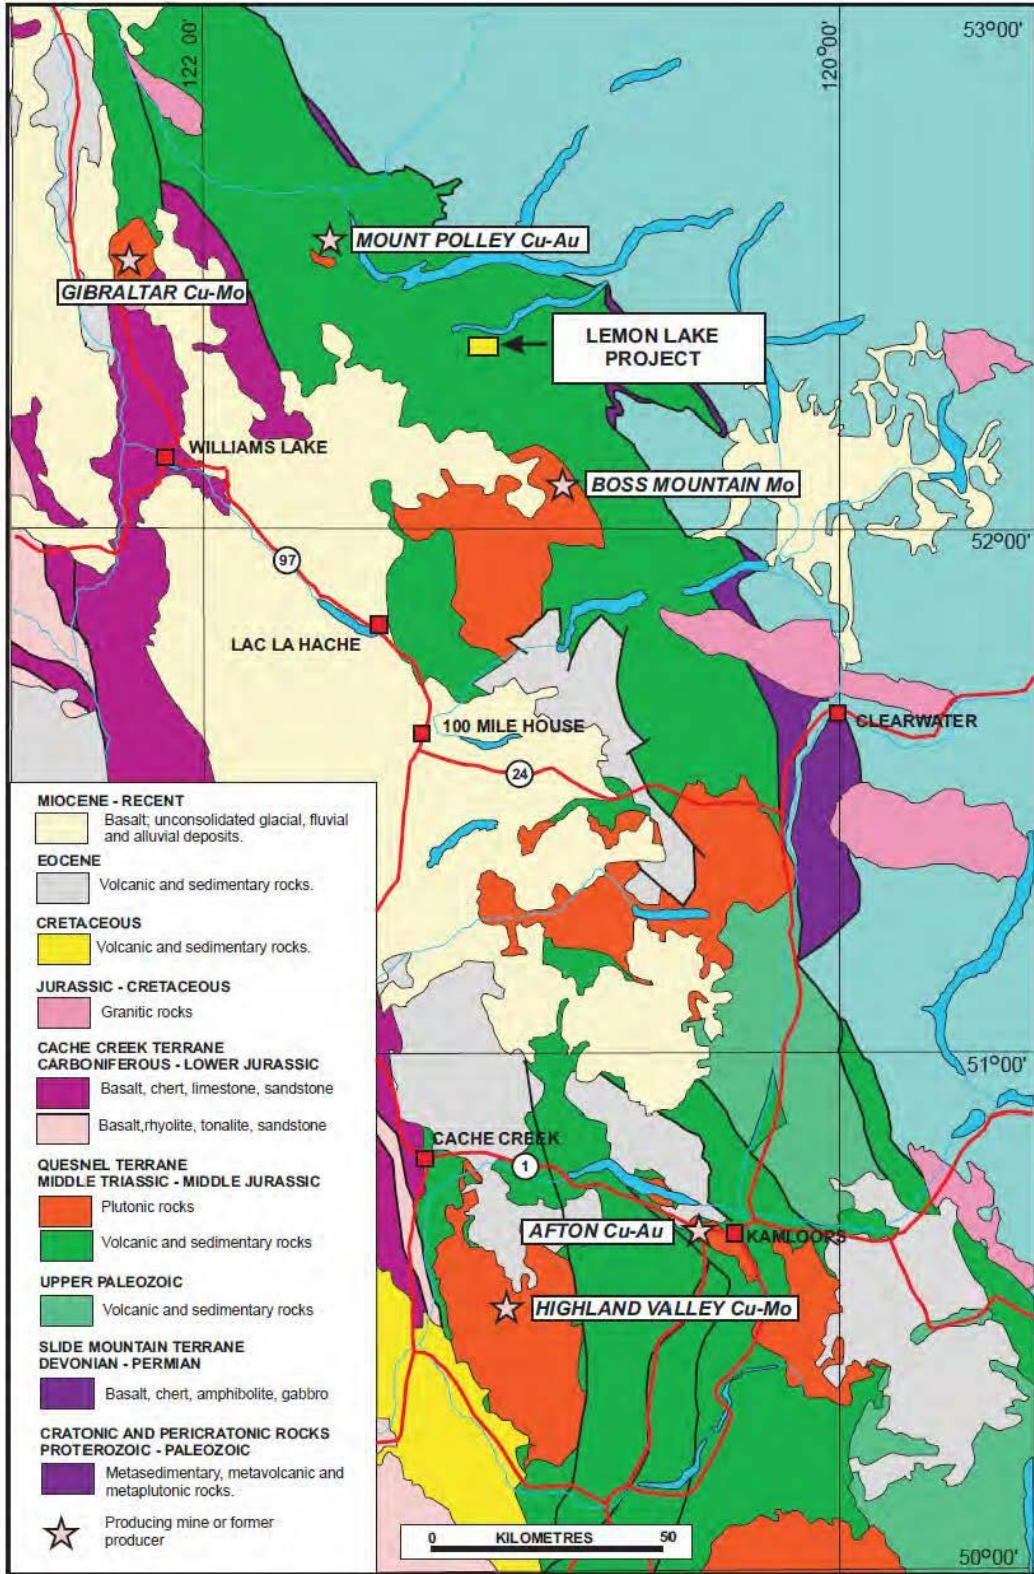 122 00'
120°00'
53°00'
MOUNT POLLEY Cu-Au
GIBRALTAR Cu-Mo
LEMON LAKE
PROJECT
WILLIAMS LAKE
BOSS MOUNTAIN Mo
52°00'
97
LAC LA HACHE
100 MILE HOUSE
CLEARWATER
24
MIOCENE - RECENT
Basalt; unconsolidated glacial, fluvial
and alluvial deposits.
EOCENE
Volcanic and sedimentary rocks.
CRETACEOUS
Volcanic and sedimentary rocks.
JURASSIC - CRETACEOUS
Granitic rocks
CACHE CREEK TERRANE
CARBONIFEROUS - LOWER JURASSIC
Basalt, chert, limestone, sandstone
Basalt,rhyolite, tonalite, sandstone
QUESNEL TERRANE
MIDDLE TRIASSIC - MIDDLE JURASSIC
Plutonic rocks
Volcanic and sedimentary rocks
UPPER PALEOZOIC
Volcanic and sedimentary rocks
SLIDE MOUNTAIN TERRANE
DEVONIAN - PERMIAN
Basalt, chert, amphibolite, gabbro
CRATONIC AND PERICRATONIC ROCKS
PROTEROZOIC - PALEOZOIC
Metasedimentary, metavolcanic and
metaplutonic rocks.
Producing mine or former
producer
51°00'
CACHE CREEK
1
AFTON Cu-Au
KAMLOOPS
HIGHLAND VALLEY Cu-Mo
0 KILOMETRES 50
50°00'